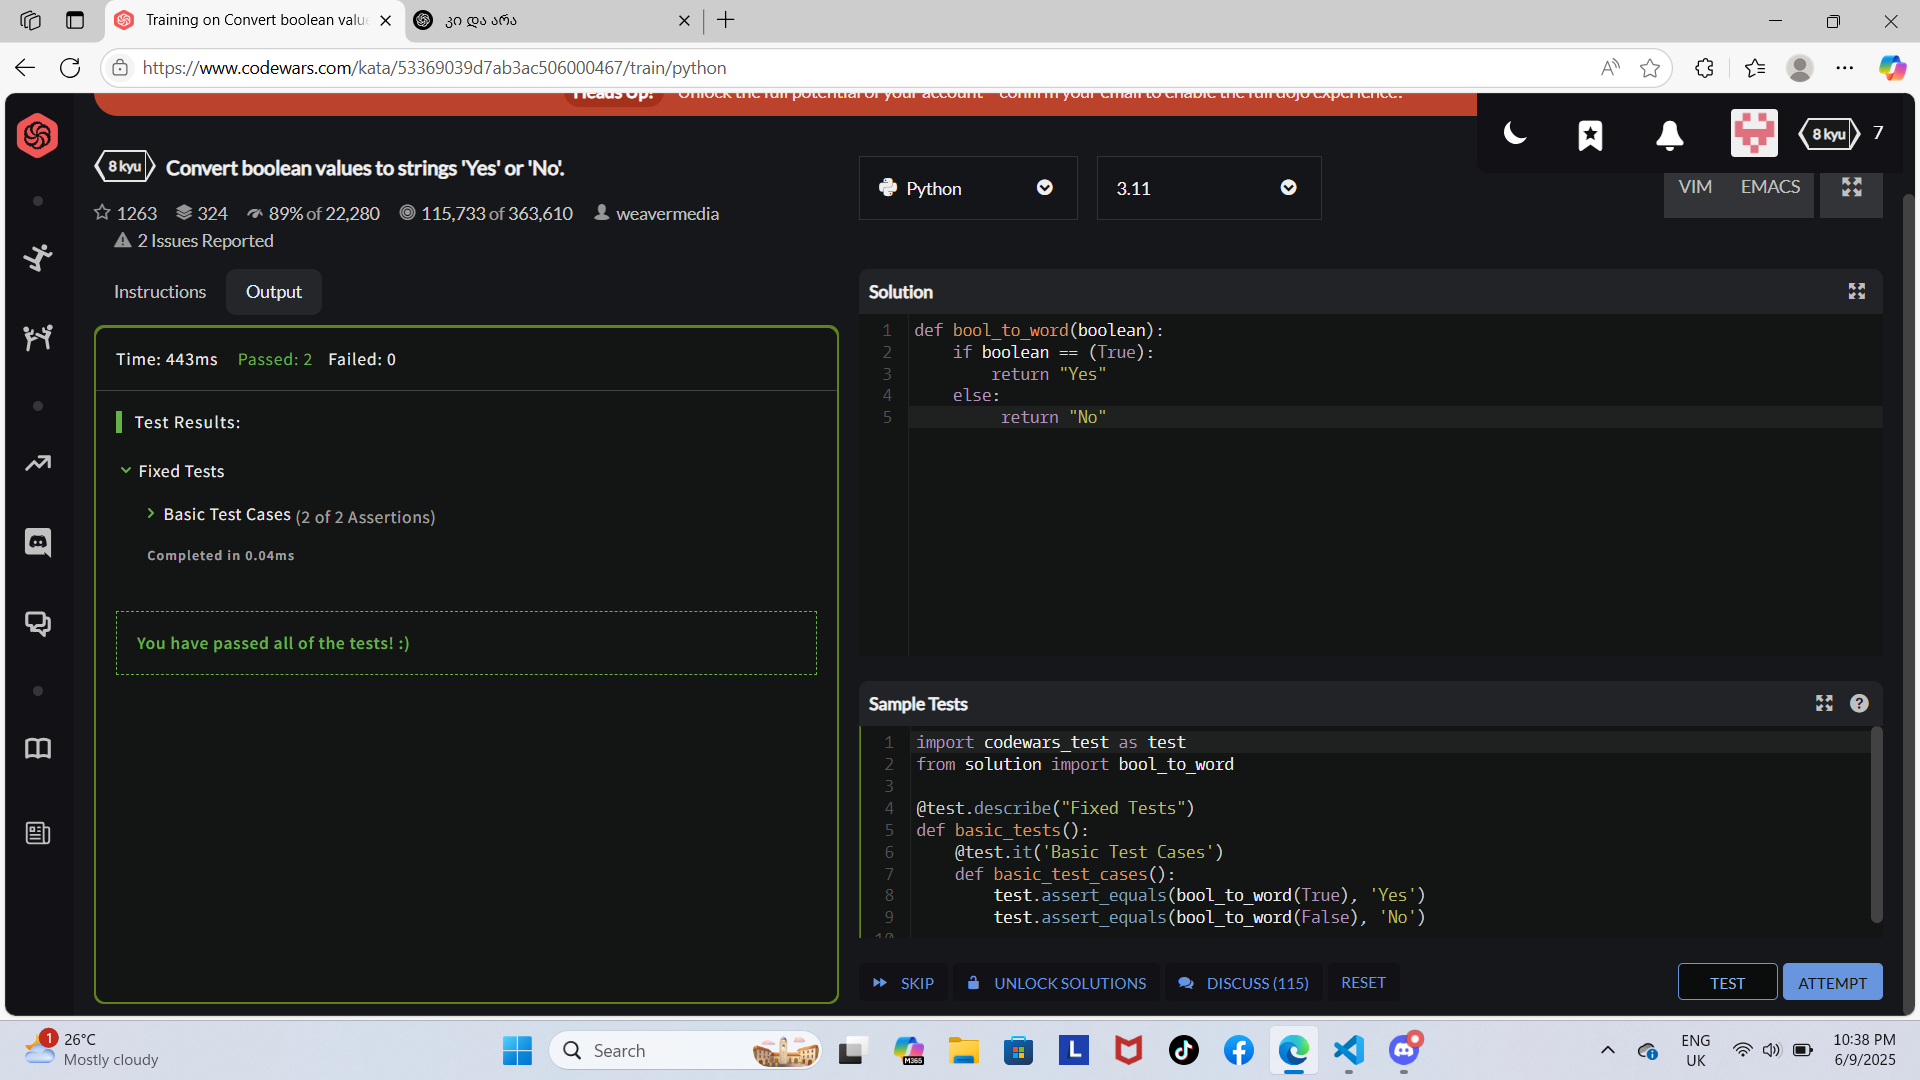 Training on Convert boolean valu
კი და არა
https://www.codewars.com/kata/53369039d7ab3ac506000467/train/python
Heads Up! Unlock the full potential of your account - confirm your email to enable the full dojo experience.
8 kyu 7
8 kyu Convert boolean values to strings 'Yes' or 'No'.
1263 324 89% of 22,280 115,733 of 363,610 weavermedia
2 Issues Reported
Python 3.11
VIM EMACS
Instructions Output
Time: 443ms Passed: 2 Failed: 0
Test Results:
Fixed Tests
Basic Test Cases (2 of 2 Assertions)
Completed in 0.04ms
You have passed all of the tests! :)
Solution
1 def bool_to_word(boolean):
2     if boolean == (True):
3         return "Yes"
4     else:
5          return "No"
Sample Tests
1 import codewars_test as test
2 from solution import bool_to_word
3
4 @test.describe("Fixed Tests")
5 def basic_tests():
6     @test.it('Basic Test Cases')
7     def basic_test_cases():
8         test.assert_equals(bool_to_word(True), 'Yes')
9         test.assert_equals(bool_to_word(False), 'No')
10
SKIP UNLOCK SOLUTIONS DISCUSS (115) RESET TEST ATTEMPT
1 26°C
Mostly cloudy
Search
M365
L
ENG
UK
10:38 PM
6/9/2025